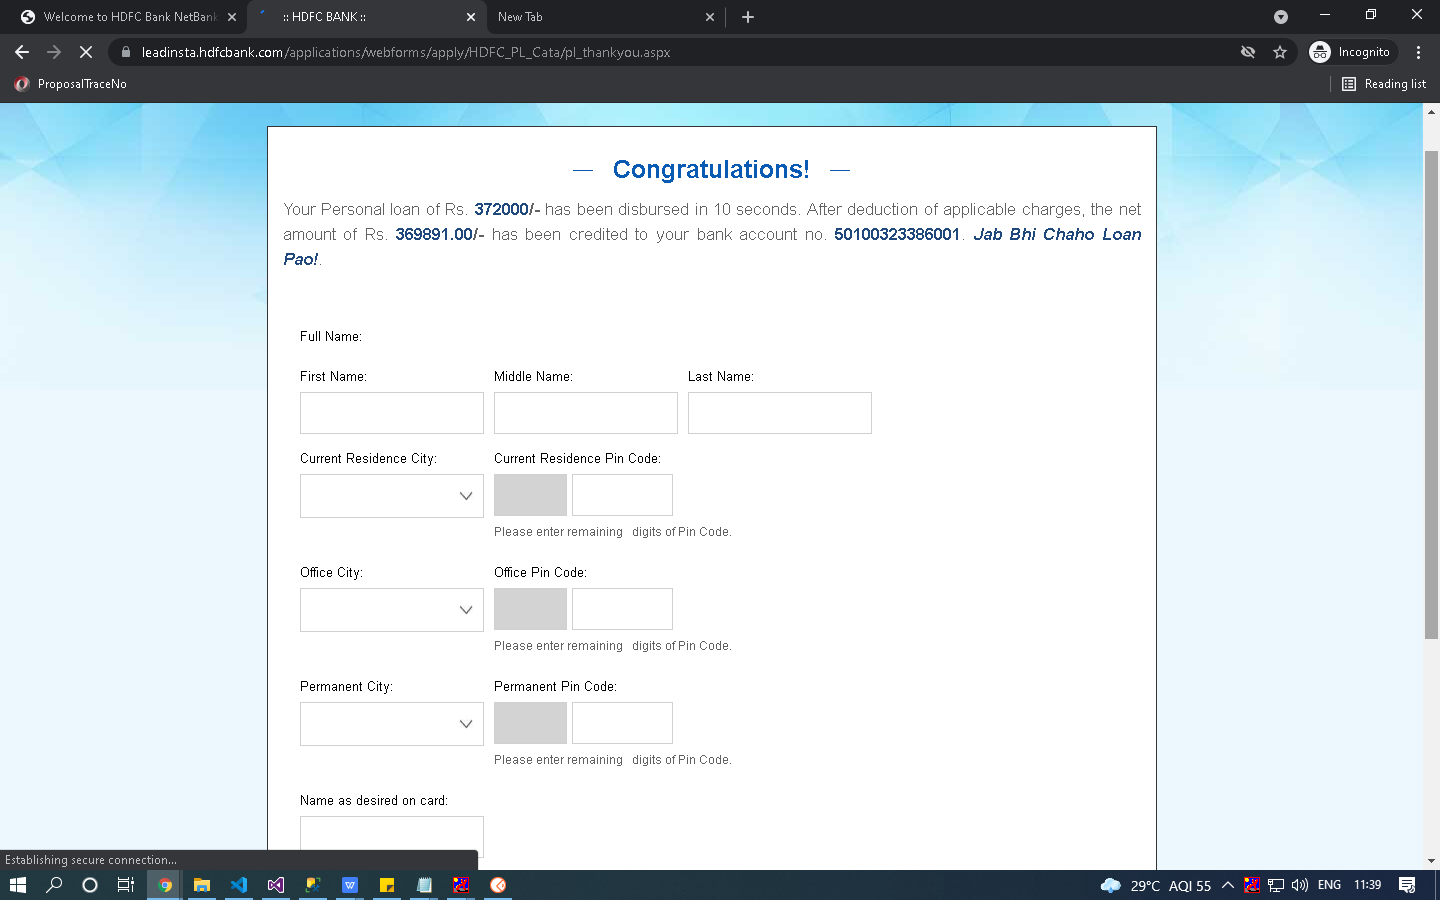 Welcome to HDFC Bank NetBank
:: HDFC BANK ::
New Tab
leadinsta.hdfcbank.com/applications/webforms/apply/HDFC_PL_Cata/pl_thankyou.aspx
Incognito
ProposalTraceNo
Reading list
Congratulations!
Your Personal loan of Rs. 372000/- has been disbursed in 10 seconds. After deduction of applicable charges, the net
amount of Rs. 369891.00/- has been credited to your bank account no. 50100323386001. Jab Bhi Chaho Loan
Pao!.
Full Name:
First Name: Middle Name: Last Name:
Current Residence City: Current Residence Pin Code:
Please enter remaining digits of Pin Code.
Office City: Office Pin Code:
Please enter remaining digits of Pin Code.
Permanent City: Permanent Pin Code:
Please enter remaining digits of Pin Code.
Name as desired on card:
Establishing secure connection...
29°C AQI 55 ENG 11:39